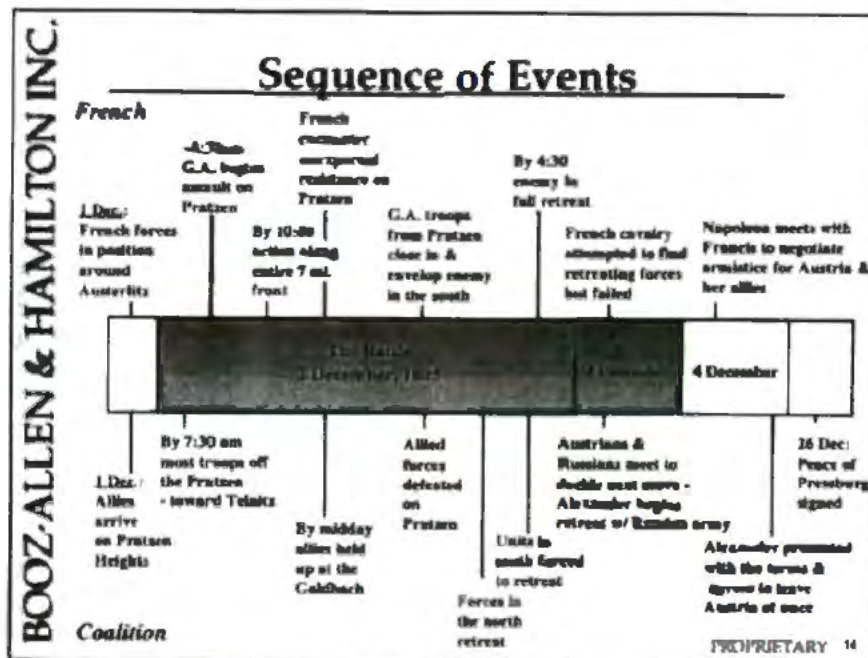 BOOZ-ALLEN & HAMILTON INC.
Sequence of Events
French
1 Dec.:
French forces
in position
around
Austerlitz
G.A. begins
assault on
Pratzen
By 10:00
action along
entire 7 mi.
front
French
encounter
unexpected
resistance on
Pratzen
G.A. troops
from Pratzen
close in &
envelop enemy
in the south
By 4:30
enemy in
full retreat
French cavalry
attempted to find
retreating forces
but failed
Napoleon meets with
Francis to negotiate
armistice for Austria &
her allies
The Battle
2 December,
4 December
1 Dec.:
Allies
arrive
on Pratzen
Heights
By 7:30 am
most troops off
the Pratzen
- toward Telnitz
By midday
allies held
up at the
Goldbach
Allied
forces
defeated
on
Pratzen
Forces in
the north
retreat
Units in
south forced
to retreat
Austrians &
Russians meet to
decide next move -
Alexander begins
retreat w/ Russian army
Alexander presented
with the terms &
agrees to leave
Austria at once
26 Dec:
Peace of
Pressburg
signed
Coalition
PROPRIETARY 14